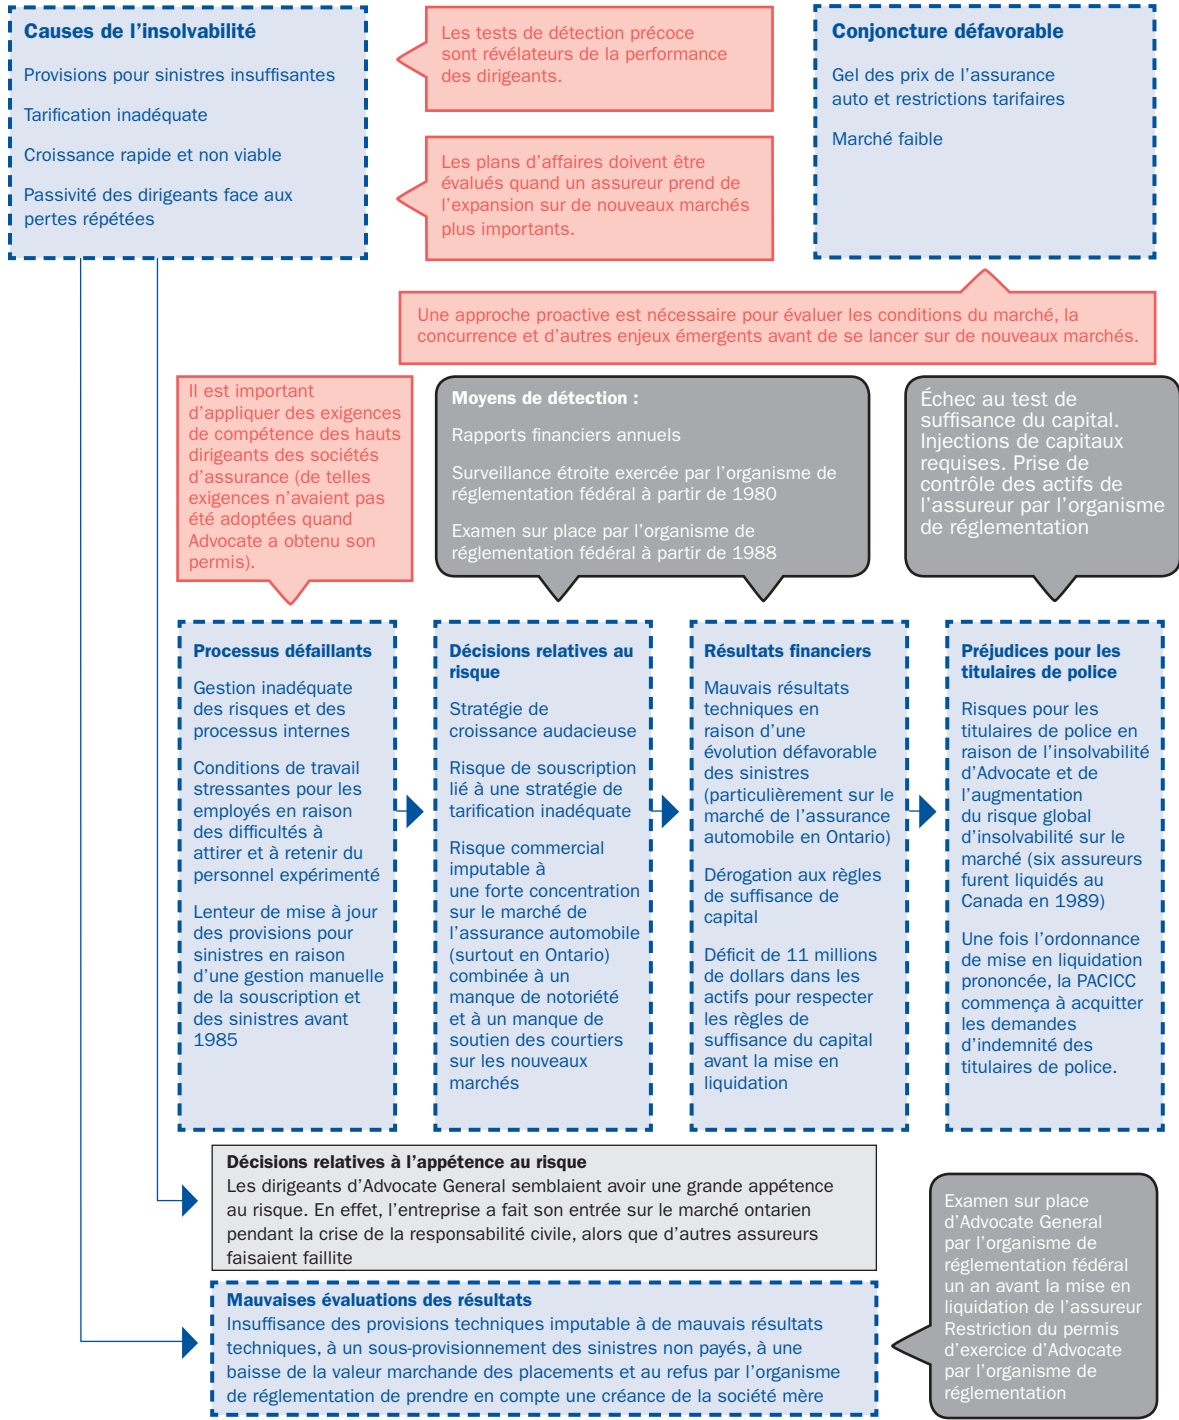 Causes de l'insolvabilité
Provisions pour sinistres insuffisantes
Tarification inadéquate
Croissance rapide et non viable
Passivité des dirigeants face aux
pertes répétées
Les tests de détection précoce
sont révélateurs de la performance
des dirigeants.
Les plans d'affaires doivent être
évalués quand un assureur prend de
l'expansion sur de nouveaux marchés
plus importants.
Conjoncture défavorable
Gel des prix de l'assurance
auto et restrictions tarifaires
Marché faible
Une approche proactive est nécessaire pour évaluer les conditions du marché, la
concurrence et d'autres enjeux émergents avant de se lancer sur de nouveaux marchés.
Il est important
d'appliquer des exigences
de compétence des hauts
dirigeants des sociétés
d'assurance (de telles
exigences n'avaient pas
été adoptées quand
Advocate a obtenu son
permis).
Moyens de détection :
Rapports financiers annuels
Surveillance étroite exercée par l'organisme de
réglementation fédéral à partir de 1980
Examen sur place par l'organisme de
réglementation fédéral à partir de 1988
Échec au test de
suffisance du capital.
Injections de capitaux
requises. Prise de
contrôle des actifs de
l'assureur par l'organisme
de réglementation
Processus défaillants
Gestion inadéquate
des risques et des
processus internes
Conditions de travail
stressantes pour les
employés en raison
des difficultés à
attirer et à retenir du
personnel expérimenté
Lenteur de mise à jour
des provisions pour
sinistres en raison
d'une gestion manuelle
de la souscription et
des sinistres avant
1985
Décisions relatives au
risque
Stratégie de
croissance audacieuse
Risque de souscription
lié à une stratégie de
tarification inadéquate
Risque commercial
imputable à
une forte concentration
sur le marché de
l'assurance automobile
(surtout en Ontario)
combinée à un
manque de notoriété
et à un manque de
soutien des courtiers
sur les nouveaux
marchés
Résultats financiers
Mauvais résultats
techniques en
raison d'une
évolution défavorable
des sinistres
(particulièrement sur le
marché de l'assurance
automobile en Ontario)
Dérogation aux règles
de suffisance de
capital
Déficit de 11 millions
de dollars dans les
actifs pour respecter
les règles de
suffisance du capital
avant la mise en
liquidation
Préjudices pour les
titulaires de police
Risques pour les
titulaires de police en
raison de l'insolvabilité
d'Advocate et de
l'augmentation
du risque global
d'insolvabilité sur le
marché (six assureurs
furent liquidés au
Canada en 1989)
Une fois l'ordonnance
de mise en liquidation
prononcée, la PACICC
commença à acquitter
les demandes
d'indemnité des
titulaires de police.
Décisions relatives à l'appétence au risque
Les dirigeants d'Advocate General semblaient avoir une grande appétence
au risque. En effet, l'entreprise a fait son entrée sur le marché ontarien
pendant la crise de la responsabilité civile, alors que d'autres assureurs
faisaient faillite
Mauvaises évaluations des résultats
Insuffisance des provisions techniques imputable à de mauvais résultats
techniques, à un sous-provisionnement des sinistres non payés, à une
baisse de la valeur marchande des placements et au refus par l'organisme
de réglementation de prendre en compte une créance de la société mère
Examen sur place
d'Advocate General
par l'organisme de
réglementation fédéral
un an avant la mise en
liquidation de l'assureur
Restriction du permis
d'exercice d'Advocate
par l'organisme de
réglementation